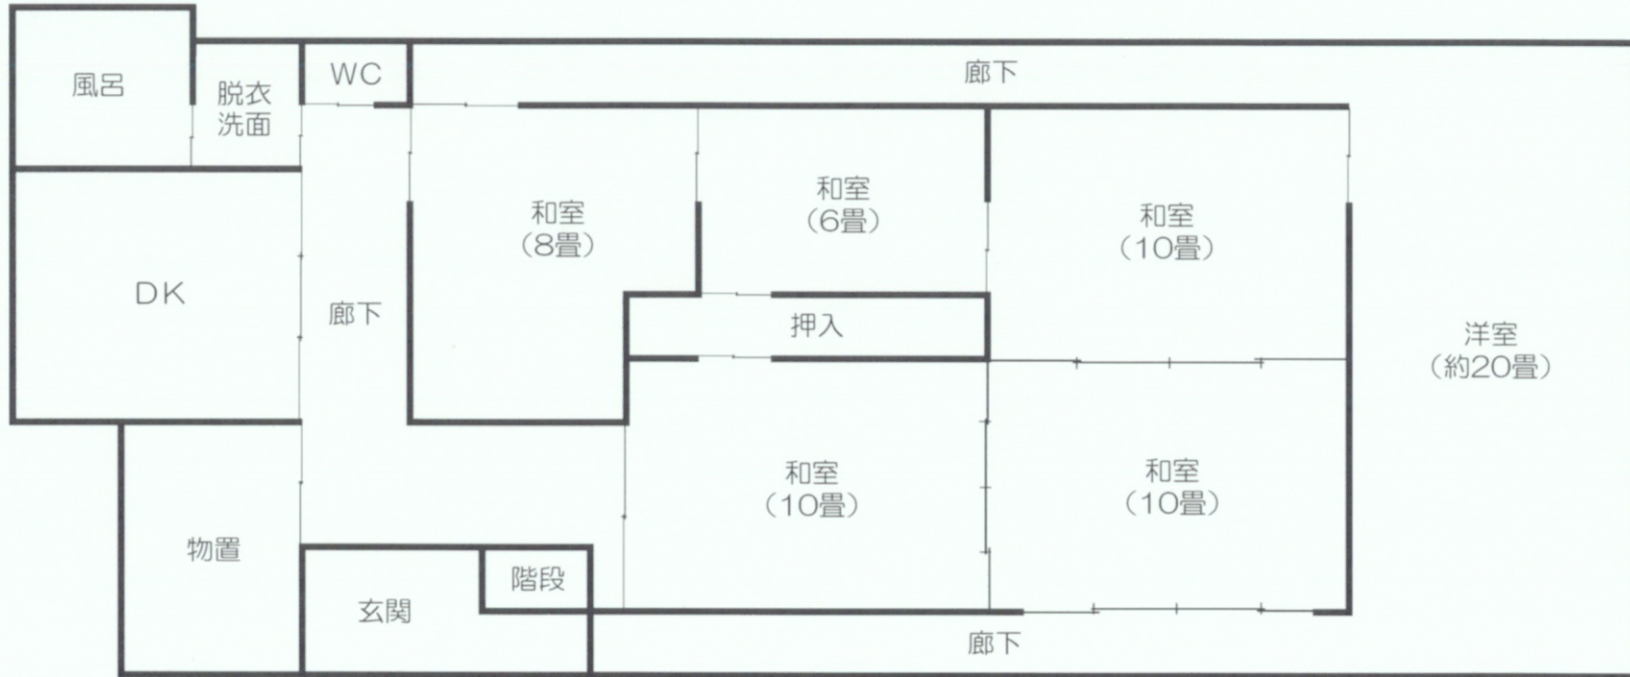 風呂
脱衣
洗面
WC
廊下
和室
（8畳）
和室
（6畳）
和室
（10畳）
DK
廊下
押入
洋室
（約20畳）
和室
（10畳）
和室
（10畳）
物置
階段
玄関
廊下